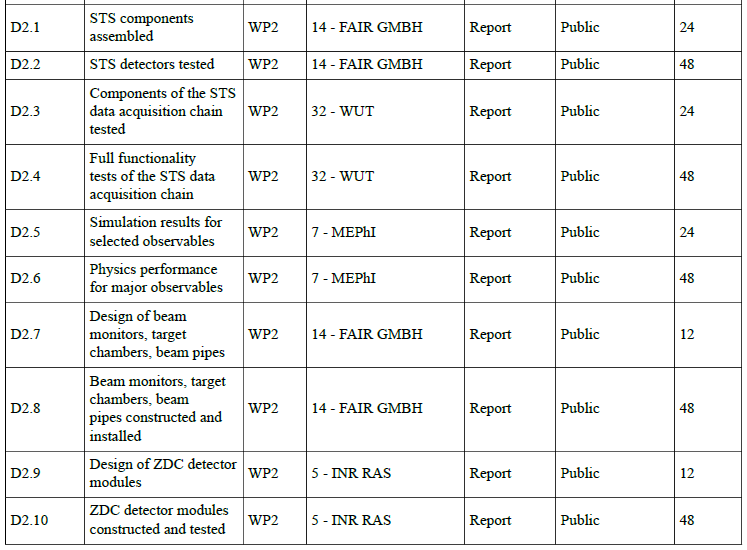 D2.1 STS components assembled WP2 14 - FAIR GMBH Report Public 24
D2.2 STS detectors tested WP2 14 - FAIR GMBH Report Public 48
D2.3 Components of the STS data acquisition chain tested WP2 32 - WUT Report Public 24
D2.4 Full functionality tests of the STS data acquisition chain WP2 32 - WUT Report Public 48
D2.5 Simulation results for selected observables WP2 7 - MEPhI Report Public 24
D2.6 Physics performance for major observables WP2 7 - MEPhI Report Public 48
D2.7 Design of beam monitors, target chambers, beam pipes WP2 14 - FAIR GMBH Report Public 12
D2.8 Beam monitors, target chambers, beam pipes constructed and installed WP2 14 - FAIR GMBH Report Public 48
D2.9 Design of ZDC detector modules WP2 5 - INR RAS Report Public 12
D2.10 ZDC detector modules constructed and tested WP2 5 - INR RAS Report Public 48